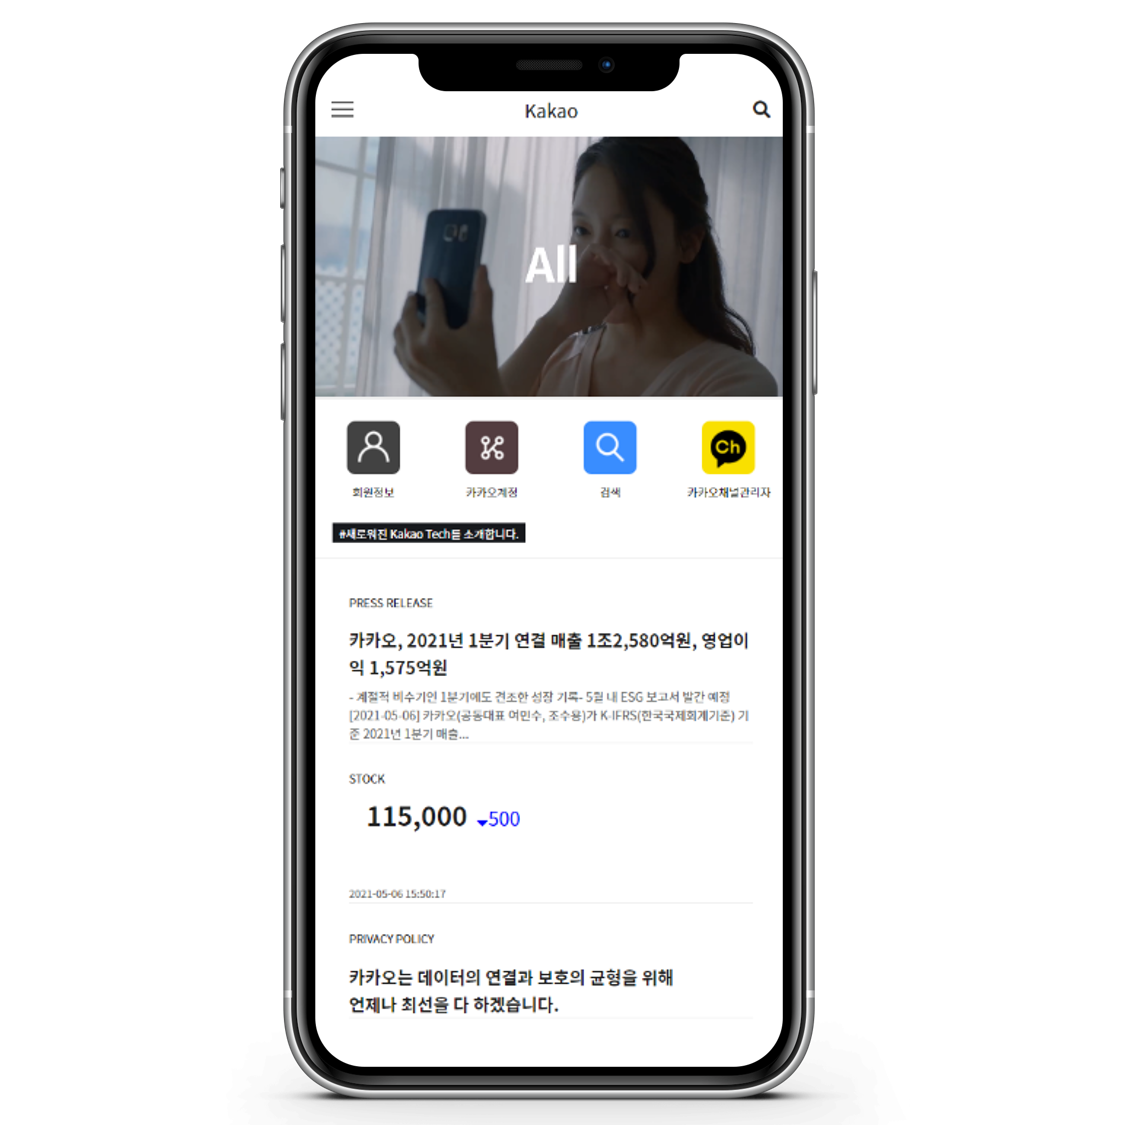 Kakao
All
Ch
회원정보
카카오계정
검색
카카오채널관리자
#새로워진 Kakao Tech를 소개합니다.
PRESS RELEASE
카카오, 2021년 1분기 연결 매출 1조2,580억원, 영업이
익 1,575억원
- 계절적 비수기인 1분기에도 견조한 성장 기록- 5월 내 ESG 보고서 발간 예정
[2021-05-06] 카카오(공동대표 여민수, 조수용)가 K-IFRS(한국국제회계기준) 기
준 2021년 1분기 매출...
STOCK
115,000 ▼500
2021-05-06 15:50:17
PRIVACY POLICY
카카오는 데이터의 연결과 보호의 균형을 위해
언제나 최선을 다 하겠습니다.